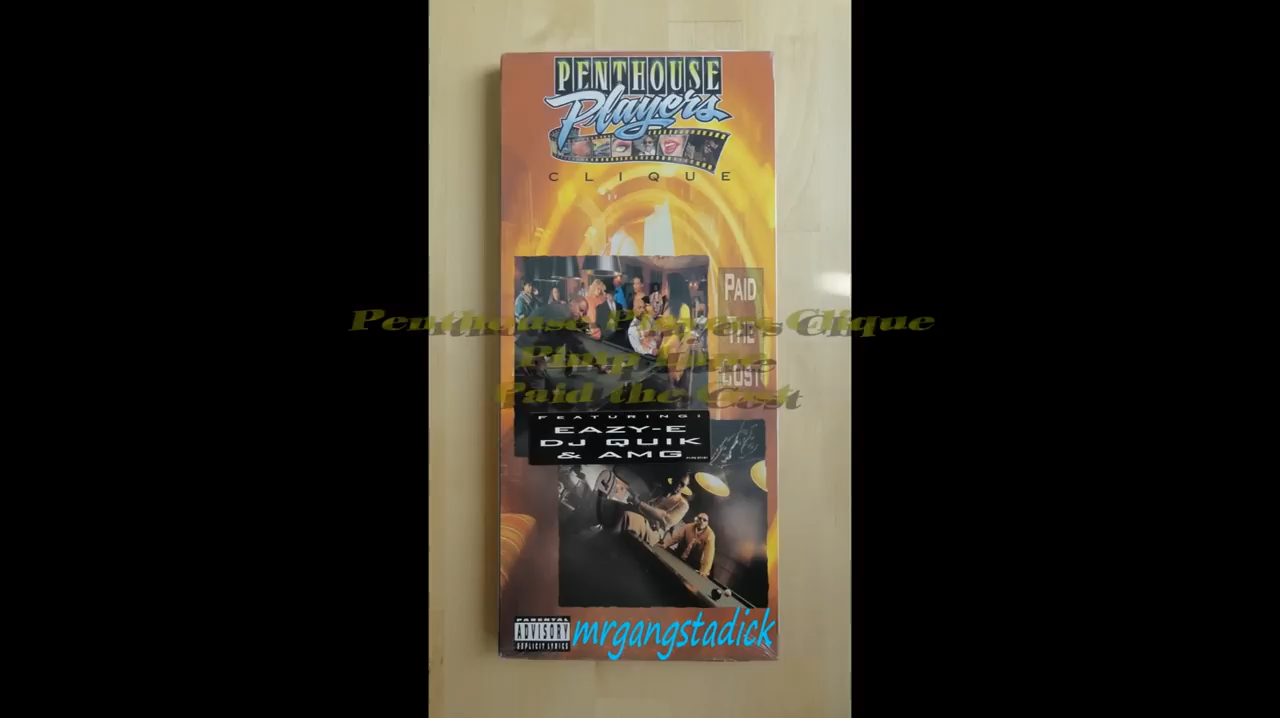 PENTHOUSE
Players
CLIQUE
PAID
THE
COST
Penthouse Players Clique
Pimp Lane
Paid the Cost
FEATURING:
EAZY-E
DJ QUIK
& AMG
PARENTAL
ADVISORY
EXPLICIT LYRICS
mrgangstadick